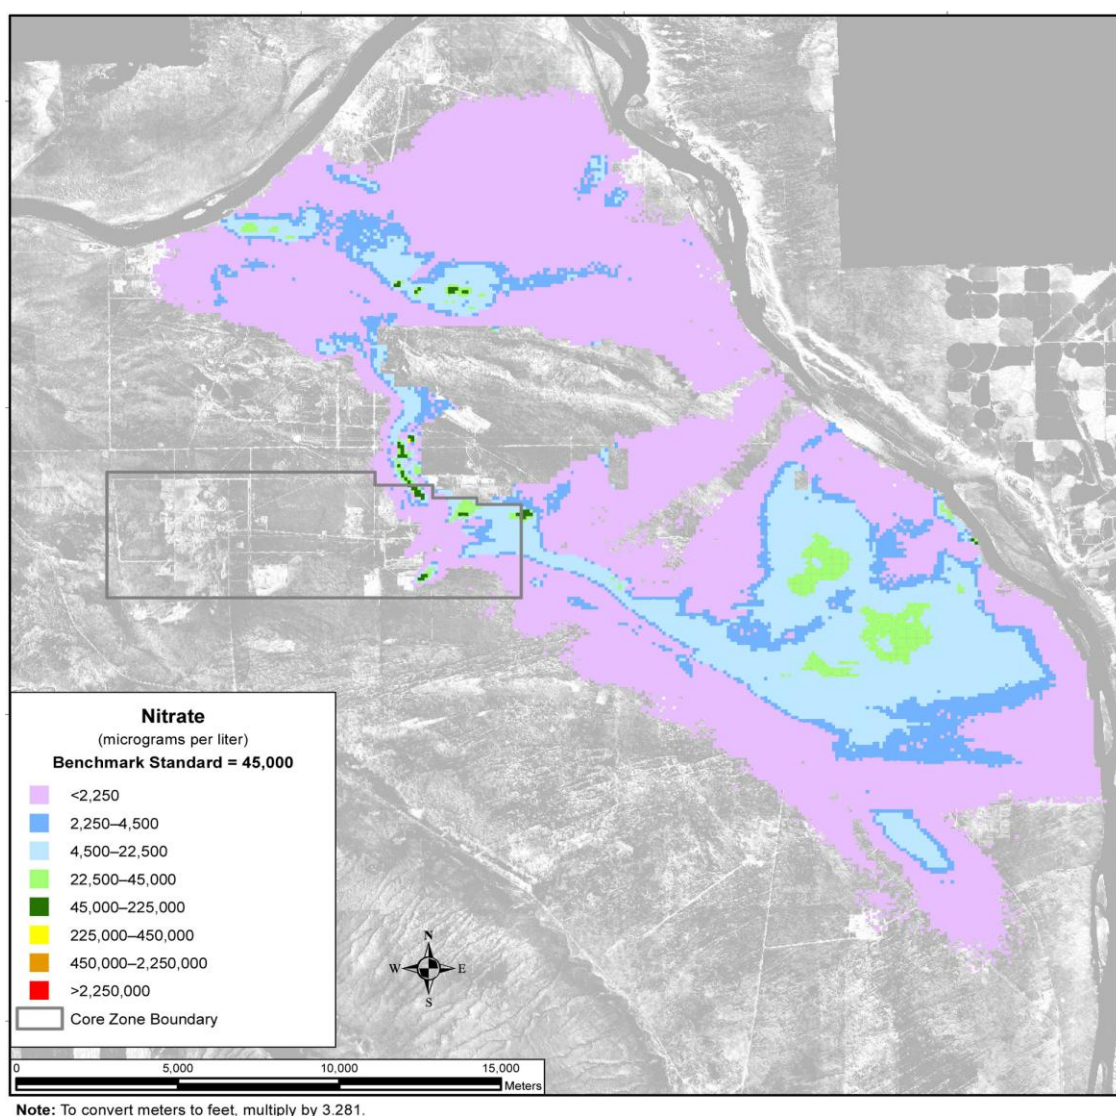 Nitrate
(micrograms per liter)
Benchmark Standard = 45,000
<2,250
2,250–4,500
4,500–22,500
22,500–45,000
45,000–225,000
225,000–450,000
450,000–2,250,000
>2,250,000
Core Zone Boundary
N
W E
S
0 5,000 10,000 15,000
Meters
Note: To convert meters to feet, multiply by 3.281.